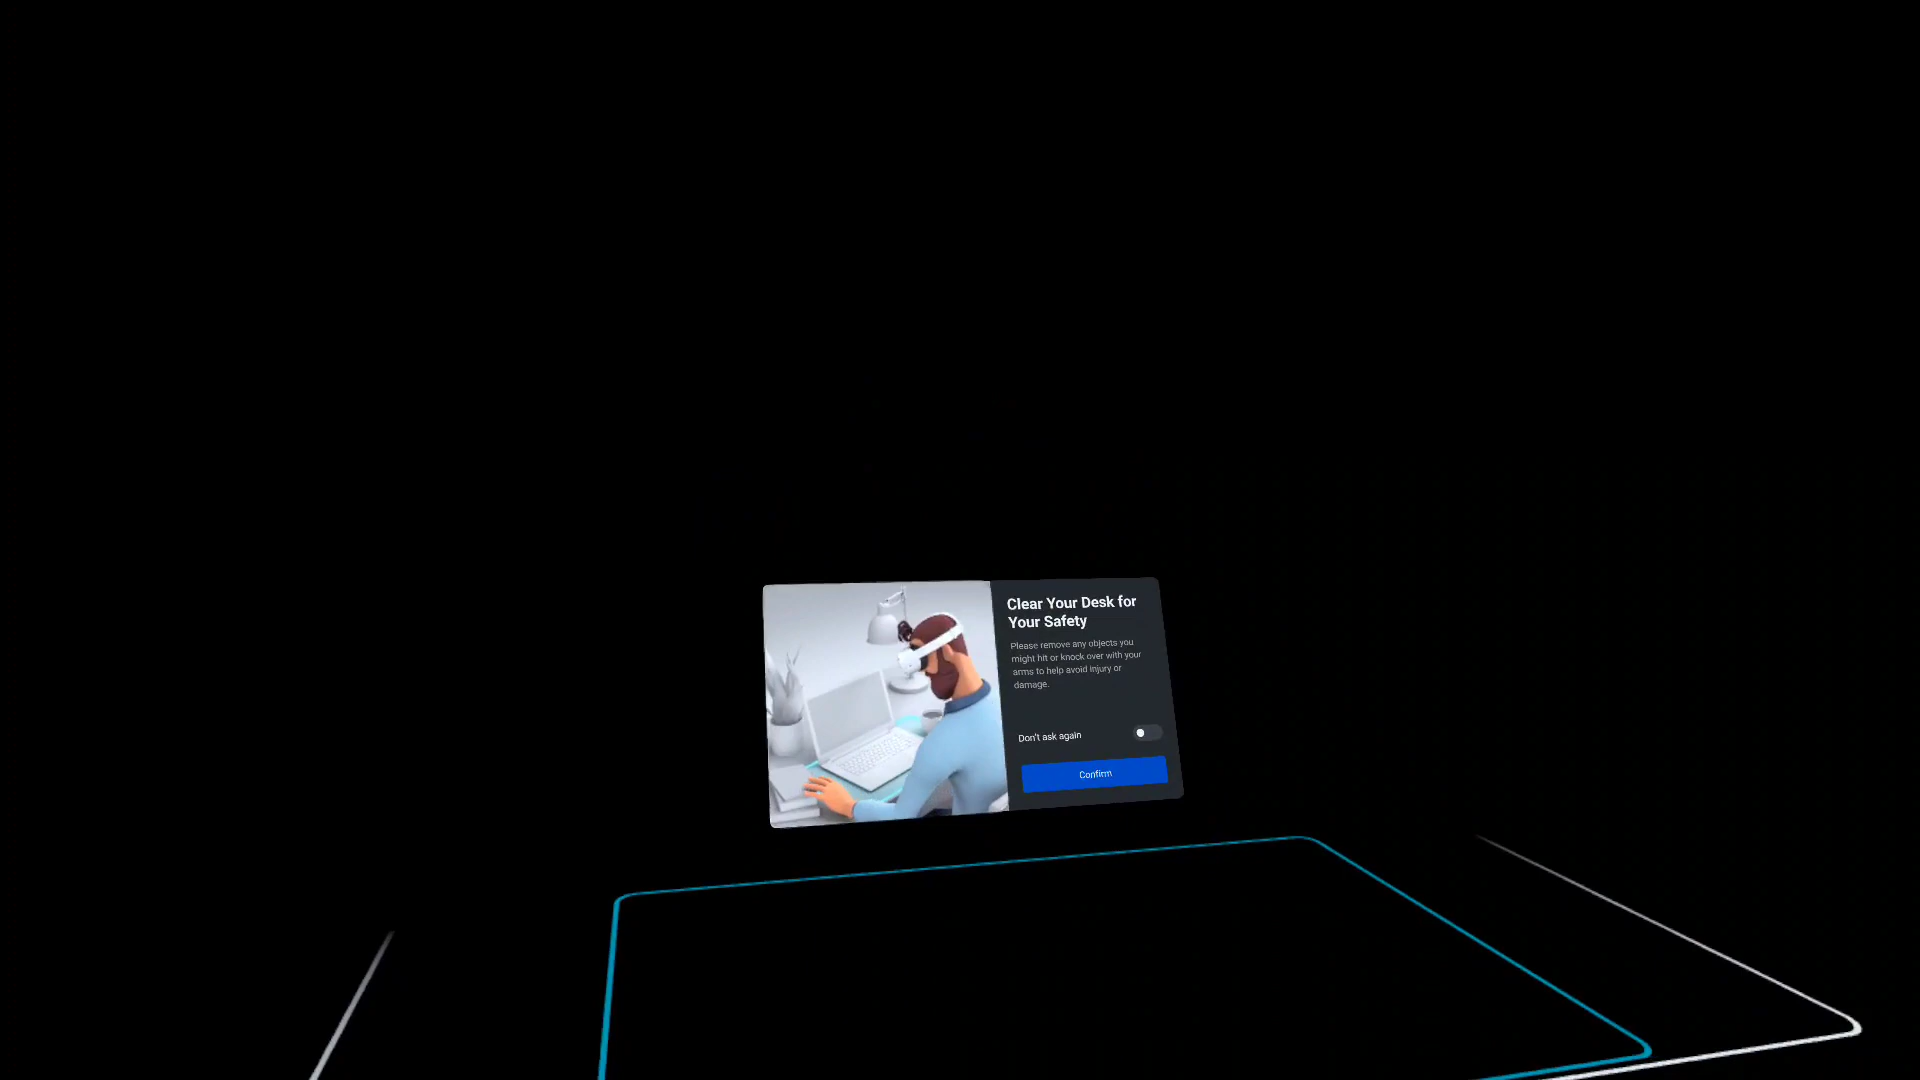 Clear Your Desk for
Your Safety
Please remove any objects you
might hit or knock over with your
arms to help avoid injury or
damage.
Don't ask again
Confirm